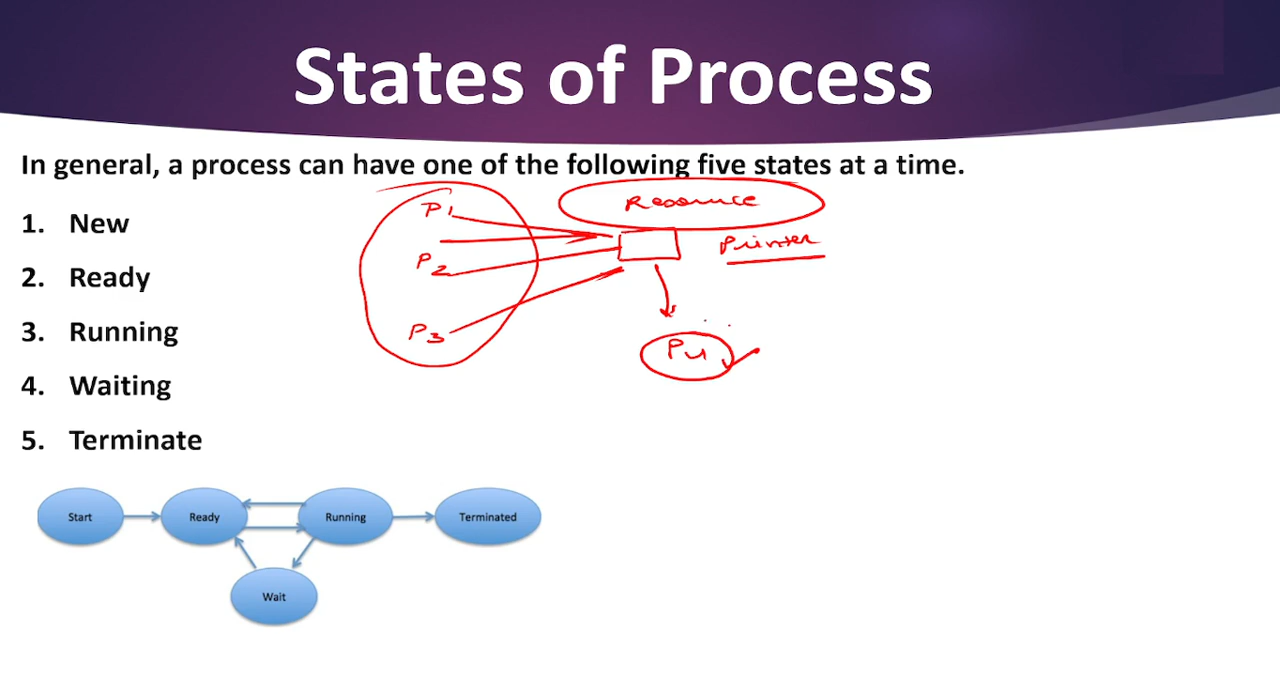 States of Process
In general, a process can have one of the following five states at a time.
1. New
2. Ready
3. Running
4. Waiting
5. Terminate
P1
P2
P3
Resource
Printer
P4
Start
Ready
Running
Terminated
Wait